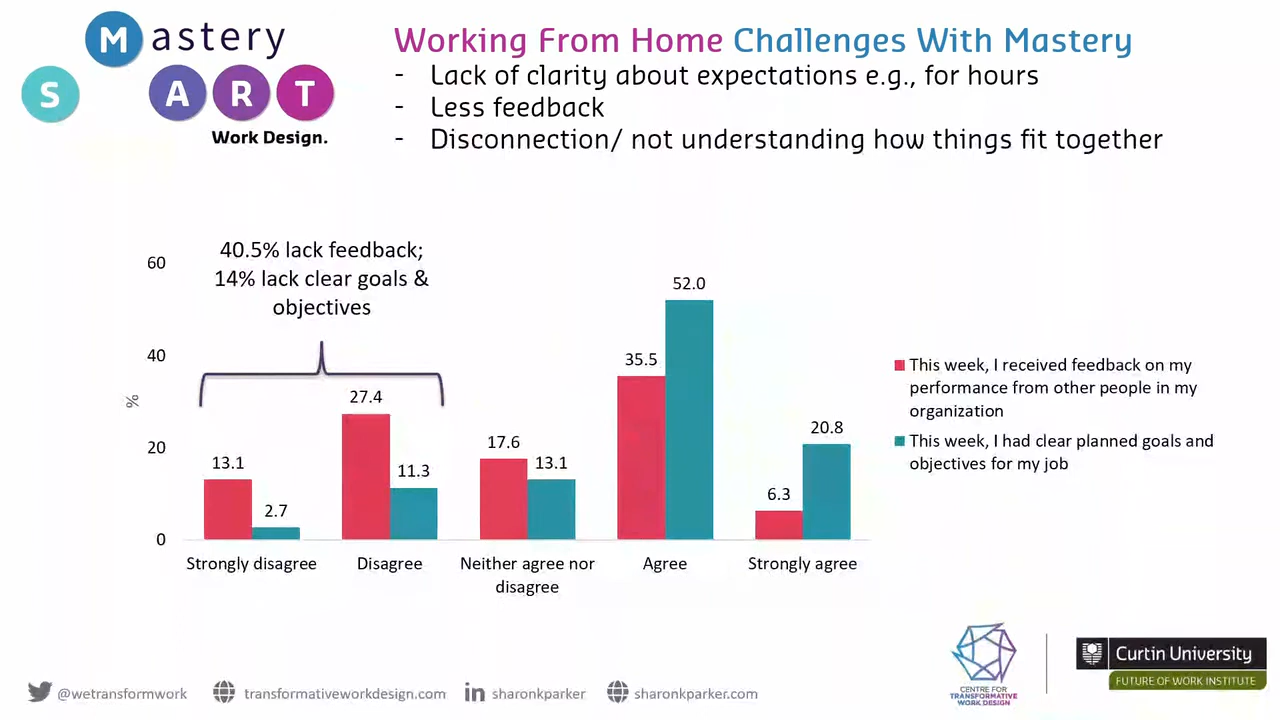 Mastery
S
A R T
Work Design.
Working From Home Challenges With Mastery
- Lack of clarity about expectations e.g., for hours
- Less feedback
- Disconnection/ not understanding how things fit together
40.5% lack feedback;
14% lack clear goals &
objectives
60
40
20
0
%
13.1
2.7
27.4
11.3
17.6
13.1
35.5
52.0
6.3
20.8
Strongly disagree
Disagree
Neither agree nor
disagree
Agree
Strongly agree
This week, I received feedback on my
performance from other people in my
organization
This week, I had clear planned goals and
objectives for my job
@wetransformwork
transformativeworkdesign.com
in sharonkparker
sharonkparker.com
CENTRE FOR
TRANSFORMATIVE
WORK DESIGN
Curtin University
FUTURE OF WORK INSTITUTE